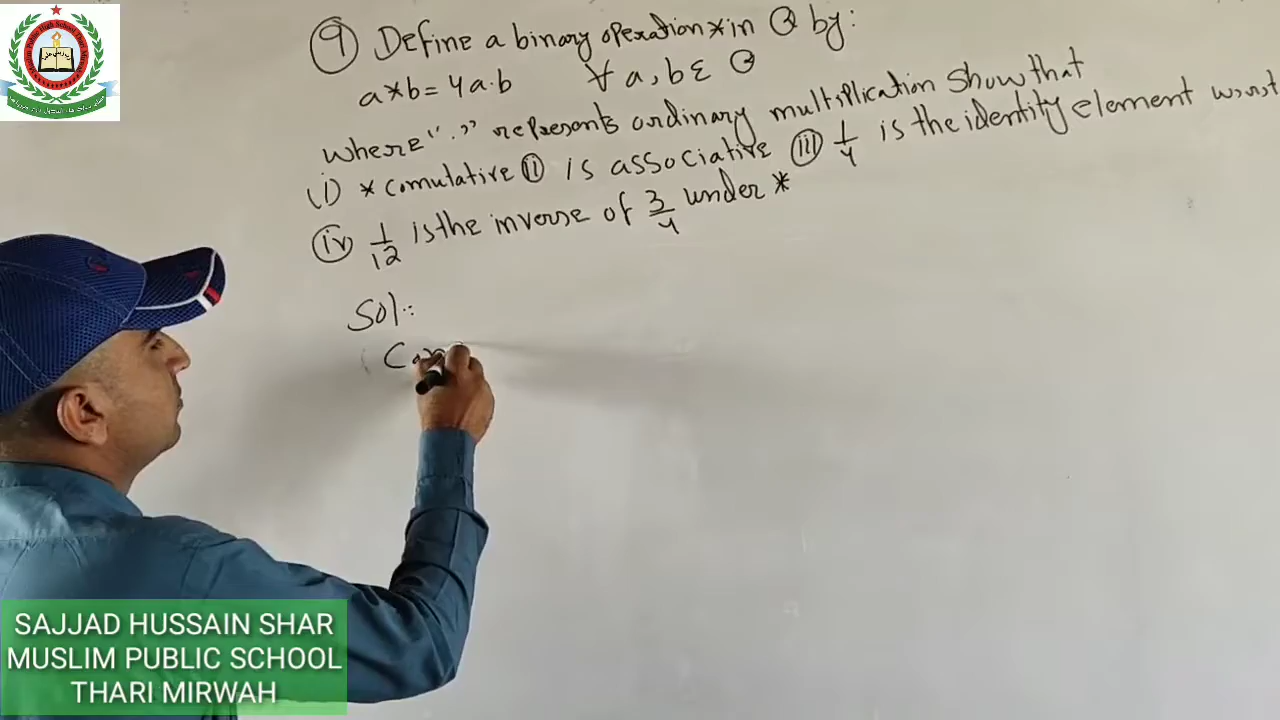 9 Define a binary operation * in Q by:
a*b = 4a.b ∀ a, b ε Q
where "." represents ordinary multiplication Show that
(i) * comulative (ii) is associative (iii) 1/4 is the identity element w.r.t
(iv) 1/12 is the inverse of 3/4 under *
Sol:
SAJJAD HUSSAIN SHAR
MUSLIM PUBLIC SCHOOL
THARI MIRWAH